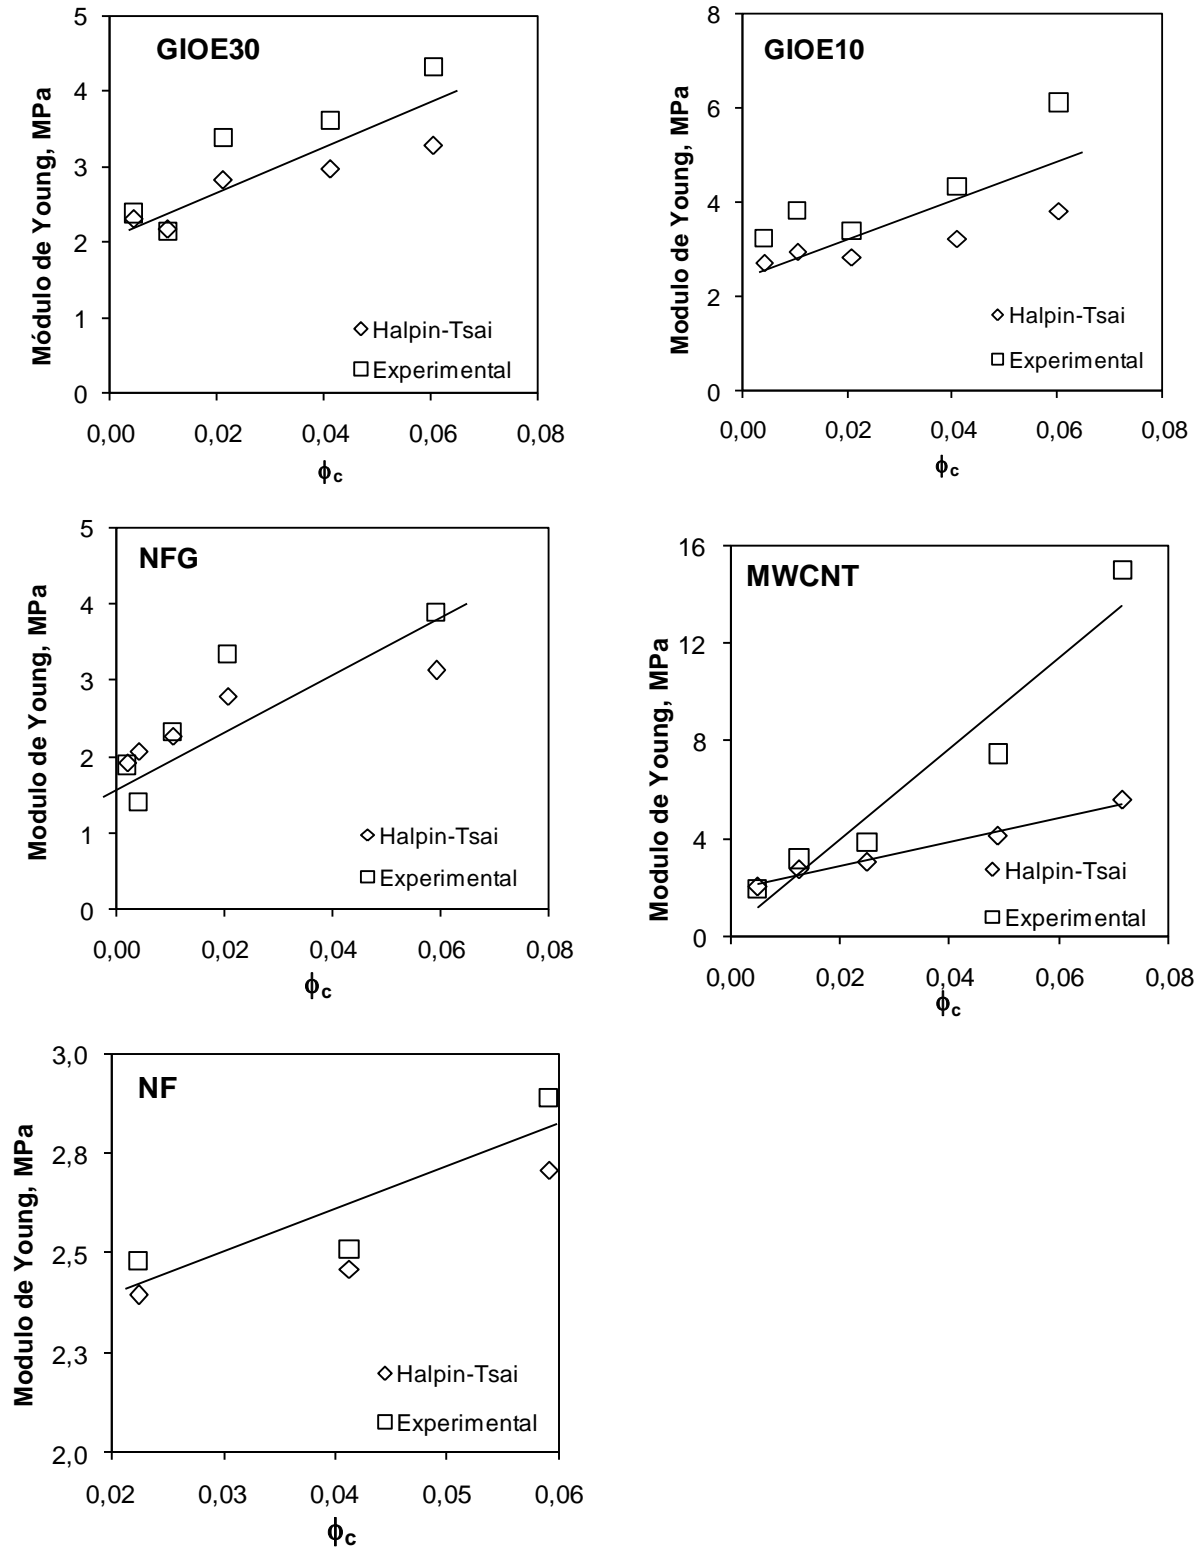 GIOE30
Módulo de Young, MPa
5
4
3
2
1
0
0,00 0,02 0,04 0,06 0,08
ϕc
Halpin-Tsai
Experimental
GIOE10
Modulo de Young, MPa
8
6
4
2
0
0,00 0,02 0,04 0,06 0,08
ϕc
Halpin-Tsai
Experimental
NFG
Modulo de Young, MPa
5
4
3
2
1
0
0,00 0,02 0,04 0,06 0,08
ϕc
Halpin-Tsai
Experimental
MWCNT
Modulo de Young, MPa
16
12
8
4
0
0,00 0,02 0,04 0,06 0,08
ϕc
Halpin-Tsai
Experimental
NF
Modulo de Young, MPa
3,0
2,8
2,5
2,3
2,0
0,02 0,03 0,04 0,05 0,06
ϕc
Halpin-Tsai
Experimental